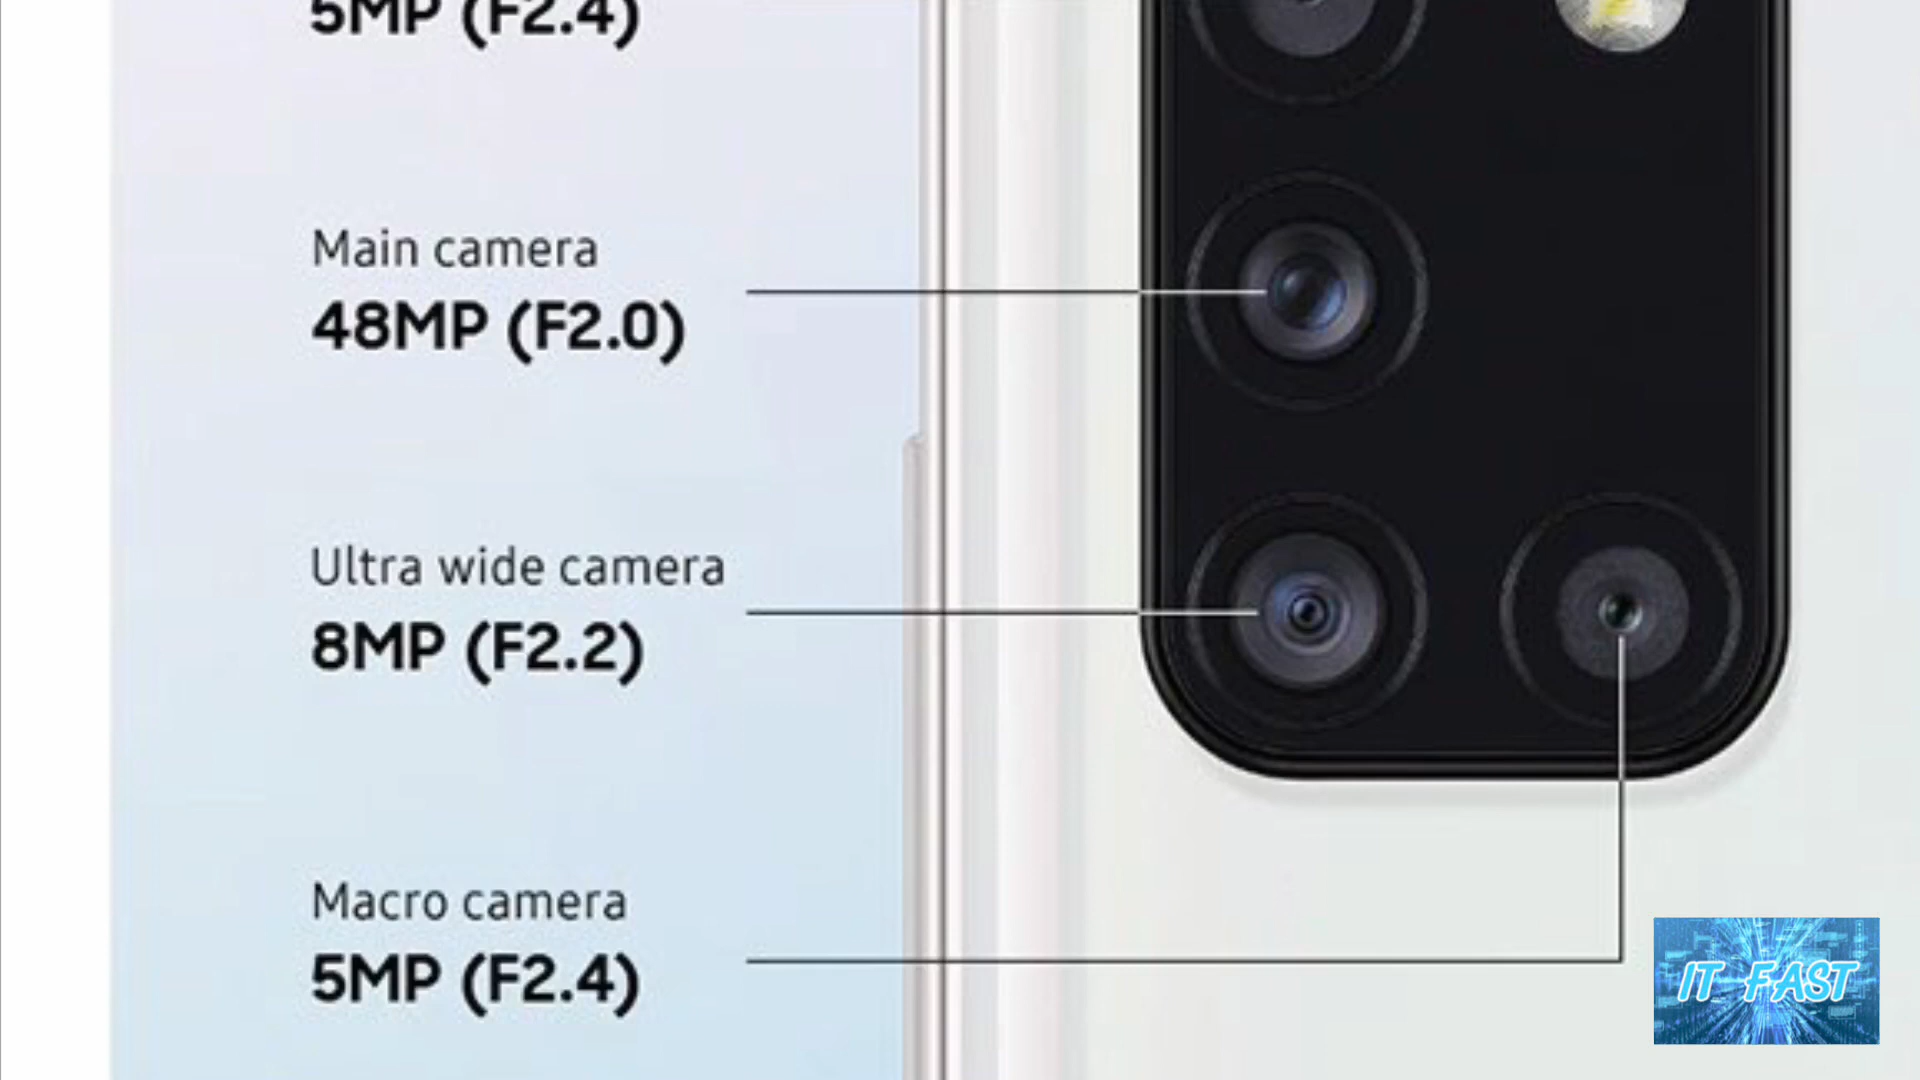 5MP (F2.4)
Main camera
48MP (F2.0)
Ultra wide camera
8MP (F2.2)
Macro camera
5MP (F2.4)
IT FAST